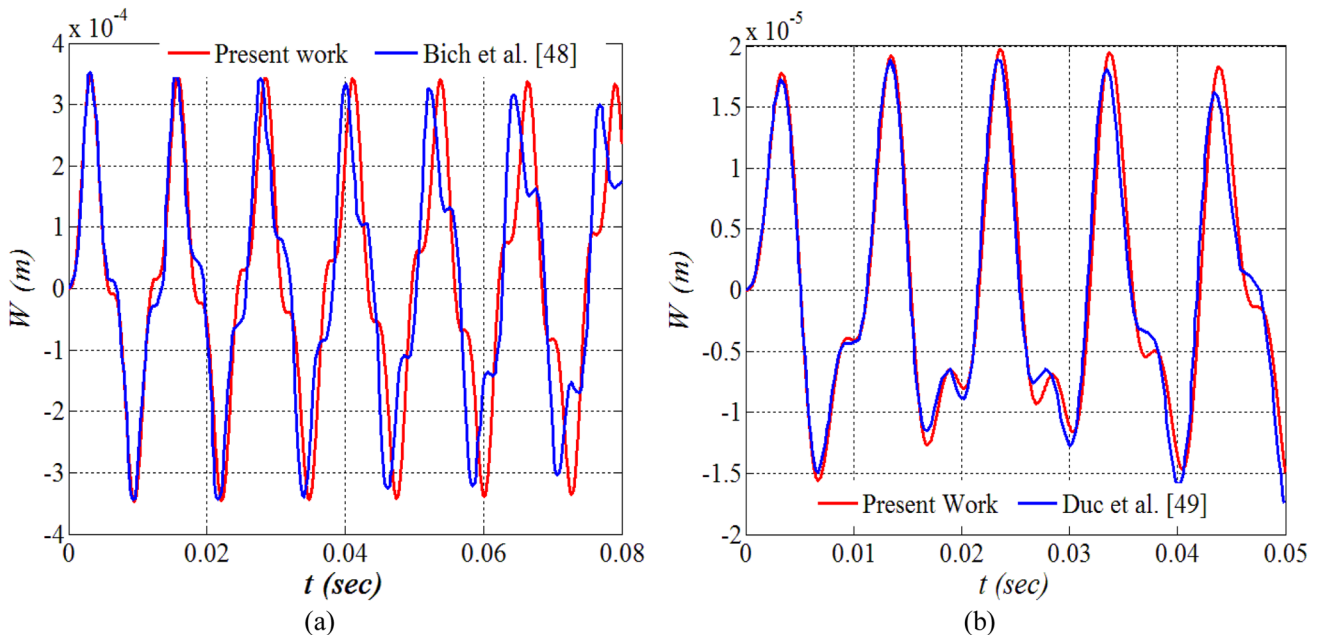 x 10⁻⁴
Present work
Bich et al. [48]
4
3
2
1
0
-1
-2
-3
-4
W (m)
0
0.02
0.04
0.06
0.08
t (sec)
(a)
x 10⁻⁵
2
1.5
1
0.5
0
-0.5
-1
-1.5
-2
W (m)
Present Work
Duc et al. [49]
0
0.01
0.02
0.03
0.04
0.05
t (sec)
(b)